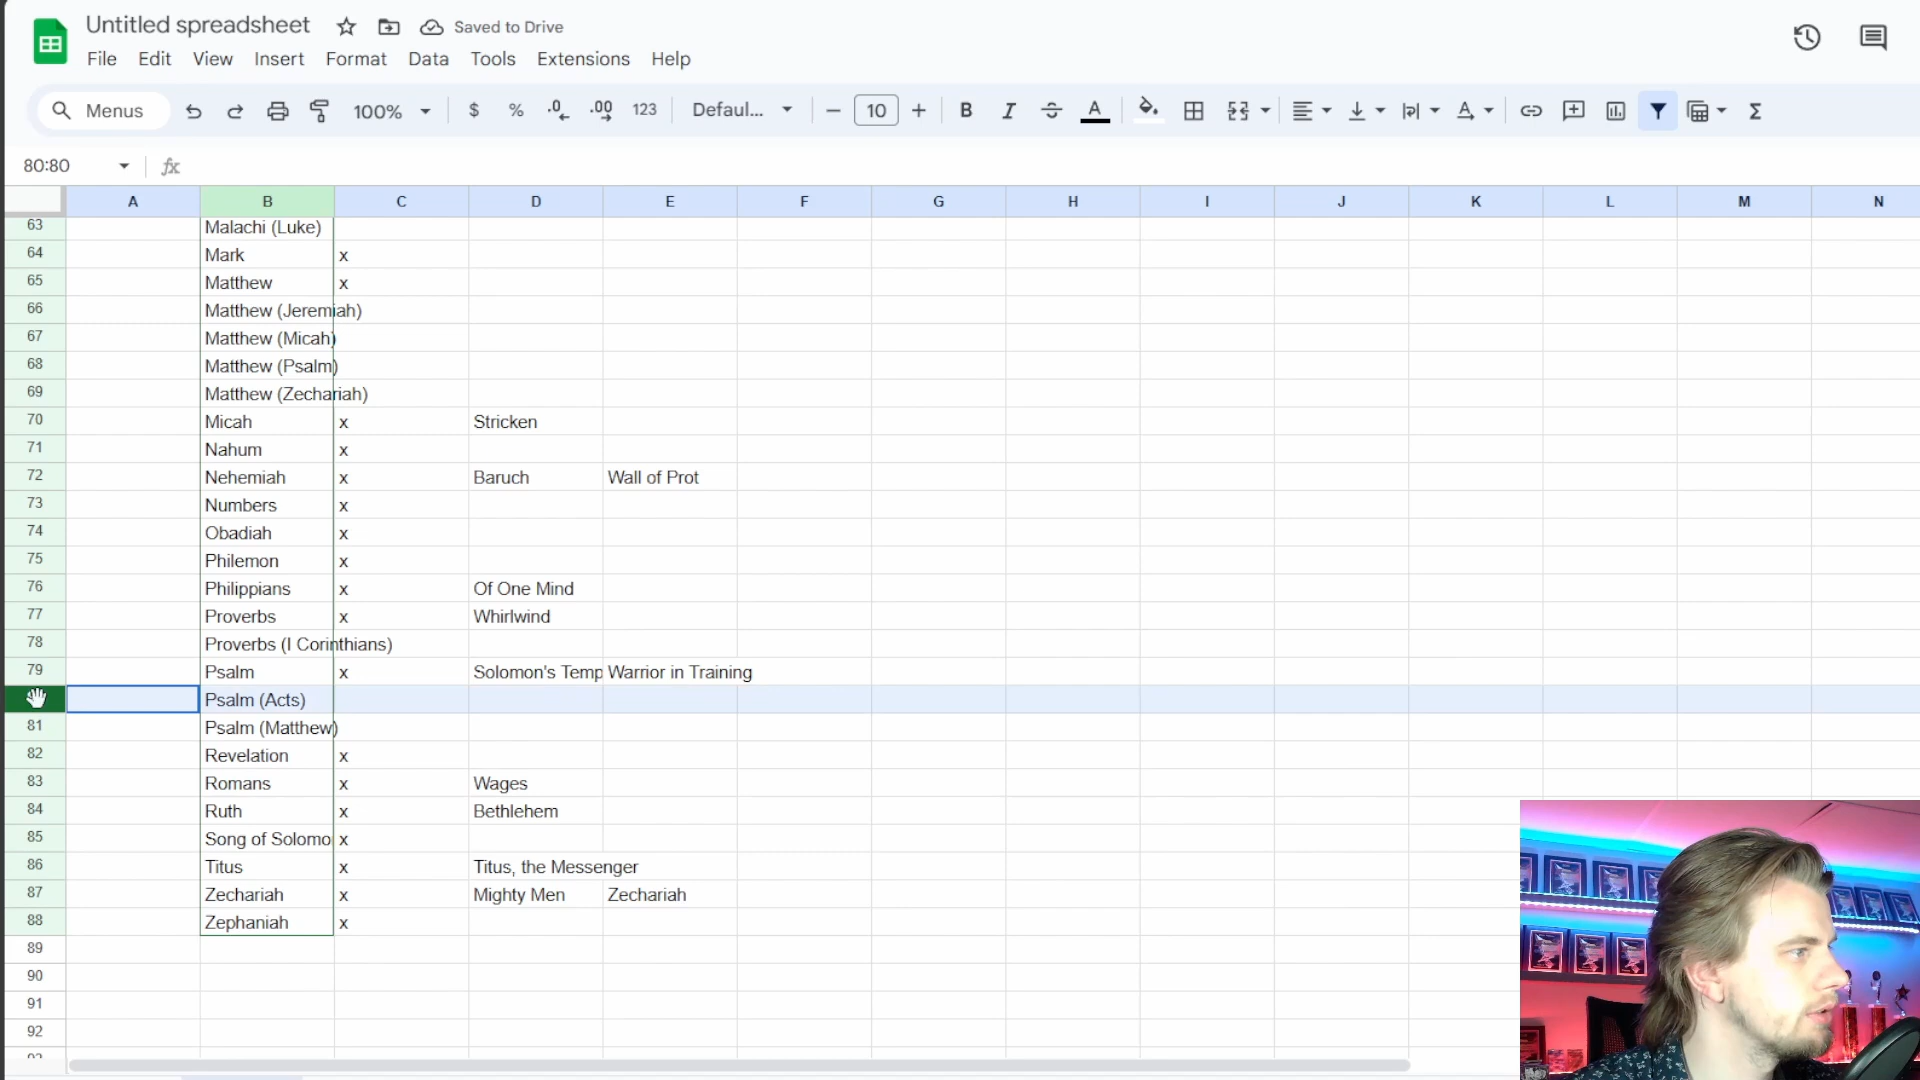 Untitled spreadsheet Saved to Drive
File Edit View Insert Format Data Tools Extensions Help
Menus 100% $ % .0 .00 123 Defaul... 10 B I A A Σ
80:80 fx
A B C D E F G H I J K L M N
63 Malachi (Luke)
64 Mark x
65 Matthew x
66 Matthew (Jeremiah)
67 Matthew (Micah)
68 Matthew (Psalm)
69 Matthew (Zechariah)
70 Micah x Stricken
71 Nahum x
72 Nehemiah x Baruch Wall of Prot
73 Numbers x
74 Obadiah x
75 Philemon x
76 Philippians x Of One Mind
77 Proverbs x Whirlwind
78 Proverbs (I Corinthians)
79 Psalm x Solomon's Temp Warrior in Training
Psalm (Acts)
81 Psalm (Matthew)
82 Revelation x
83 Romans x Wages
84 Ruth x Bethlehem
85 Song of Solomo x
86 Titus x Titus, the Messenger
87 Zechariah x Mighty Men Zechariah
88 Zephaniah x
89
90
91
92